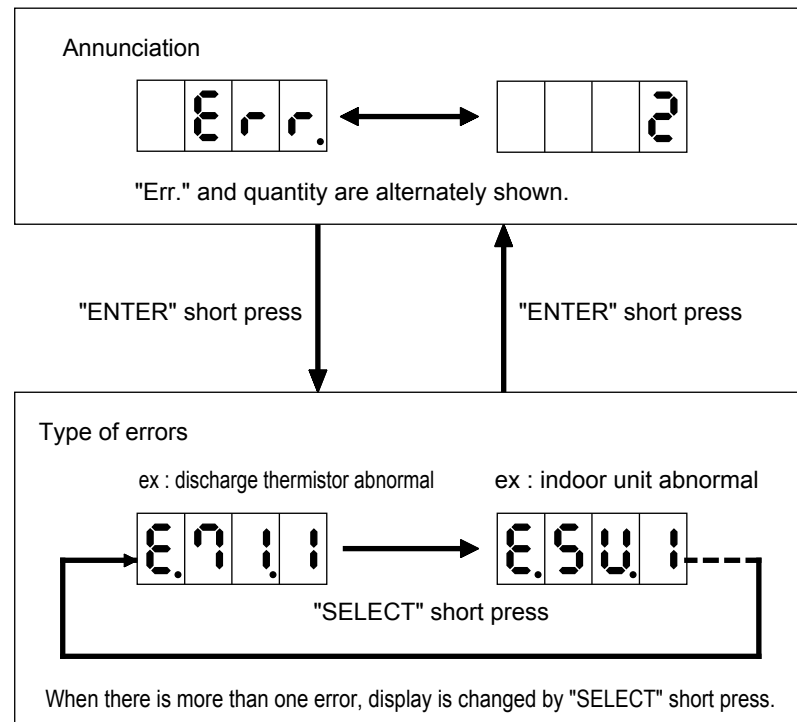 Annunciation
Err. 2
"Err." and quantity are alternately shown.
"ENTER" short press "ENTER" short press
Type of errors
ex : discharge thermistor abnormal ex : indoor unit abnormal
E.71.1 E.5U.1
"SELECT" short press
When there is more than one error, display is changed by "SELECT" short press.